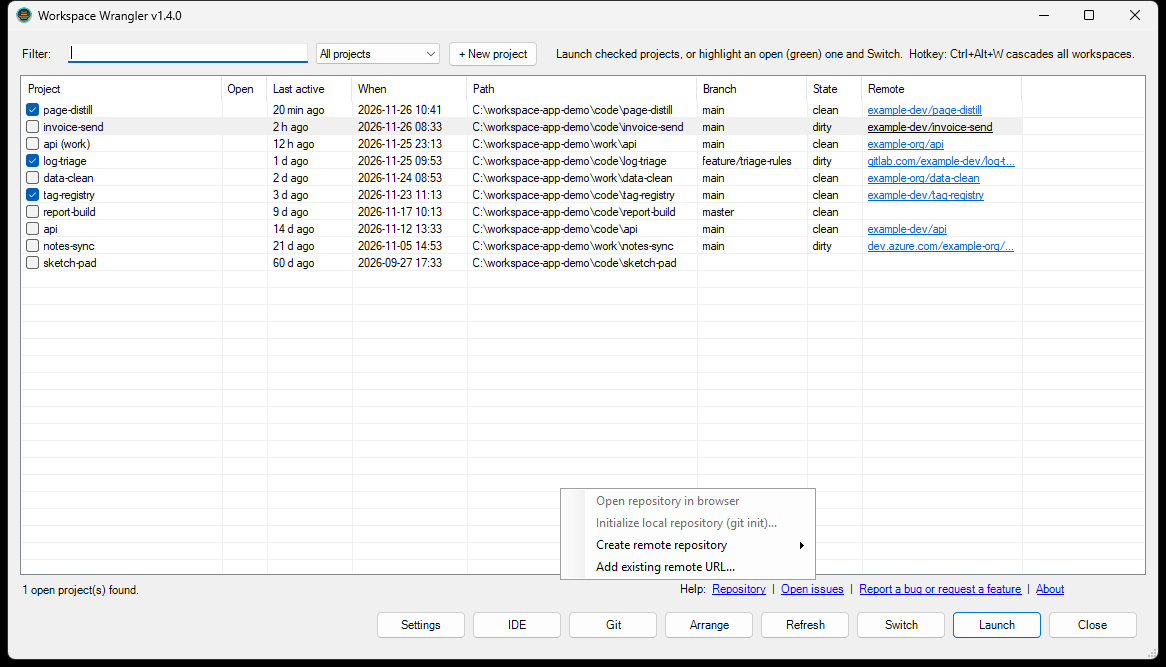 Workspace Wrangler v1.4.0
Filter: All projects + New project Launch checked projects, or highlight an open (green) one and Switch. Hotkey: Ctrl+Alt+W cascades all workspaces.
Project Open Last active When Path Branch State Remote
page-distill 20 min ago 2026-11-26 10:41 C:\workspace-app-demo\code\page-distill main clean example-dev/page-distill
invoice-send 2 h ago 2026-11-26 08:33 C:\workspace-app-demo\code\invoice-send main dirty example-dev/invoice-send
api (work) 12 h ago 2026-11-25 23:13 C:\workspace-app-demo\work\api main clean example-org/api
log-triage 1 d ago 2026-11-25 09:53 C:\workspace-app-demo\code\log-triage feature/triage-rules dirty gitlab.com/example-dev/log-t...
data-clean 2 d ago 2026-11-24 08:53 C:\workspace-app-demo\work\data-clean main clean example-org/data-clean
tag-registry 3 d ago 2026-11-23 11:13 C:\workspace-app-demo\code\tag-registry main clean example-dev/tag-registry
report-build 9 d ago 2026-11-17 10:13 C:\workspace-app-demo\code\report-build master clean
api 14 d ago 2026-11-12 13:33 C:\workspace-app-demo\code\api main clean example-dev/api
notes-sync 21 d ago 2026-11-05 14:53 C:\workspace-app-demo\work\notes-sync main dirty dev.azure.com/example-org/...
sketch-pad 60 d ago 2026-09-27 17:33 C:\workspace-app-demo\code\sketch-pad
Open repository in browser
Initialize local repository (git init)...
Create remote repository
Add existing remote URL...
1 open project(s) found. Help: Repository | Open issues | Report a bug or request a feature | About
Settings IDE Git Arrange Refresh Switch Launch Close